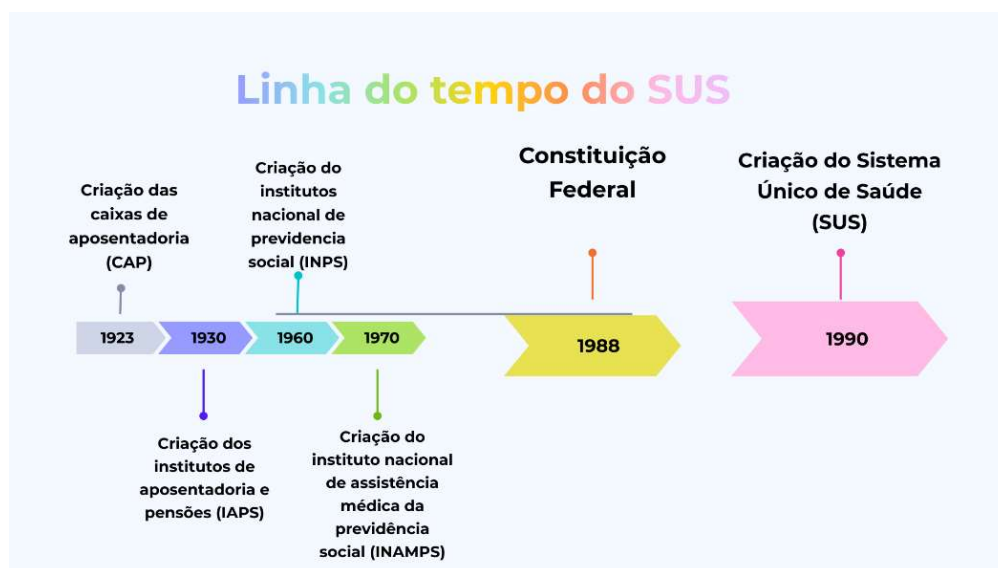 Linha do tempo do SUS
Criação das
caixas de
aposentadoria
(CAP)
Criação do
institutos
nacional de
previdencia
social (INPS)
Constituição
Federal
Criação do Sistema
Único de Saúde
(SUS)
1923
1930
1960
1970
1988
1990
Criação dos
institutos de
aposentadoria e
pensões (IAPS)
Criação do
instituto nacional
de assistência
médica da
previdência
social (INAMPS)